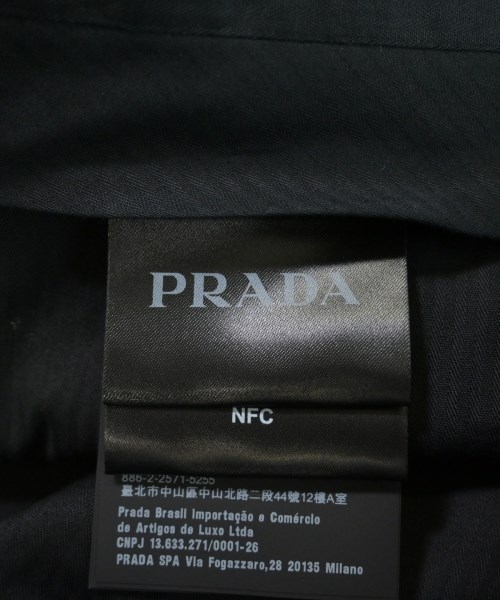 PRADA
NFC
886-2-2571-5255
臺北市中山區中山北路二段44號12樓A室
Prada Brasil Importação e Comércio
de Artigos de Luxo Ltda
CNPJ 13.633.271/0001-26
PRADA SPA Via Fogazzaro,28 20135 Milano